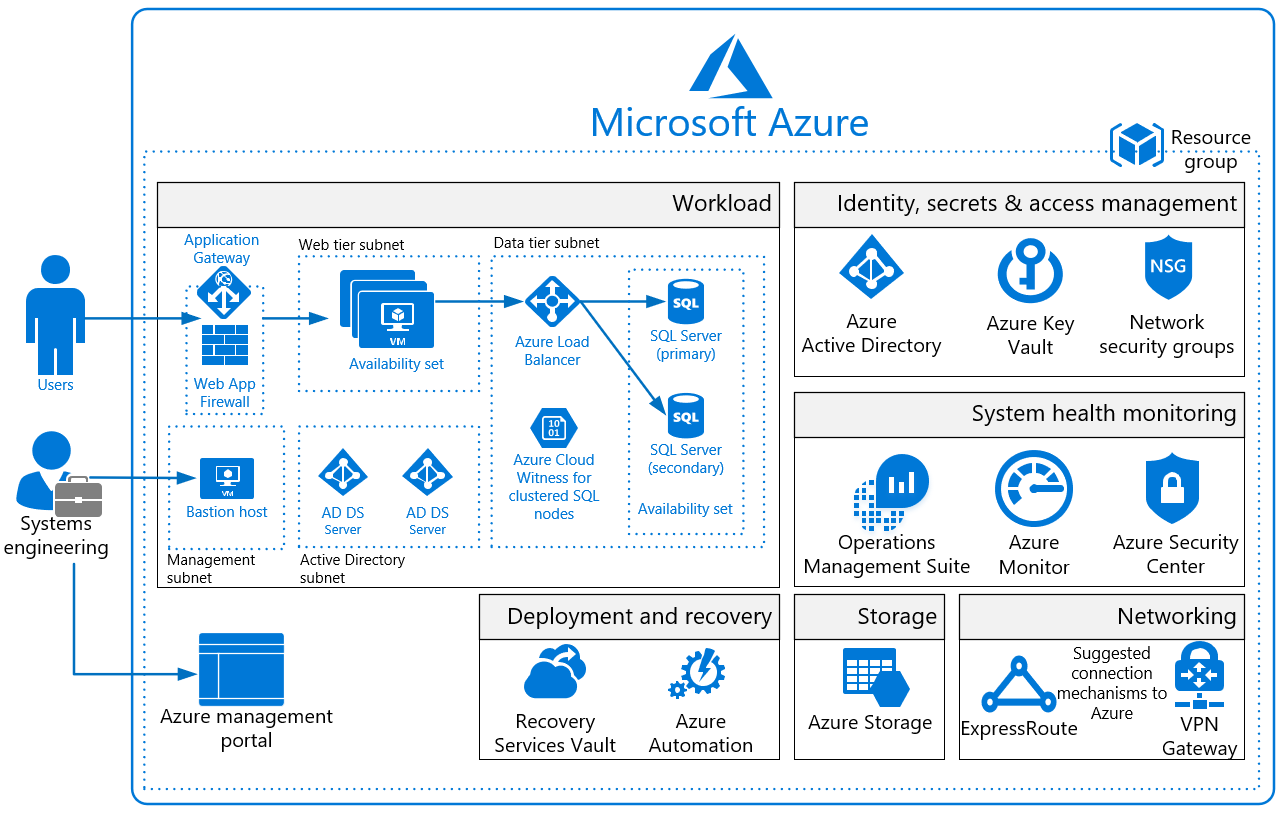 Microsoft Azure
Resource
group
Workload
Application
Gateway
Web App
Firewall
Web tier subnet
VM
Availability set
Data tier subnet
Azure Load
Balancer
SQL
SQL Server
(primary)
SQL
SQL Server
(secondary)
Availability set
10
01
Azure Cloud
Witness for
clustered SQL
nodes
VM
Bastion host
Management
subnet
AD DS
Server
AD DS
Server
Active Directory
subnet
Users
Systems
engineering
Azure management
portal
Identity, secrets & access management
Azure
Active Directory
Azure Key
Vault
NSG
Network
security groups
System health monitoring
Operations
Management Suite
Azure
Monitor
Azure Security
Center
Deployment and recovery
Recovery
Services Vault
Azure
Automation
Storage
Azure Storage
Networking
ExpressRoute
Suggested
connection
mechanisms to
Azure
VPN
Gateway